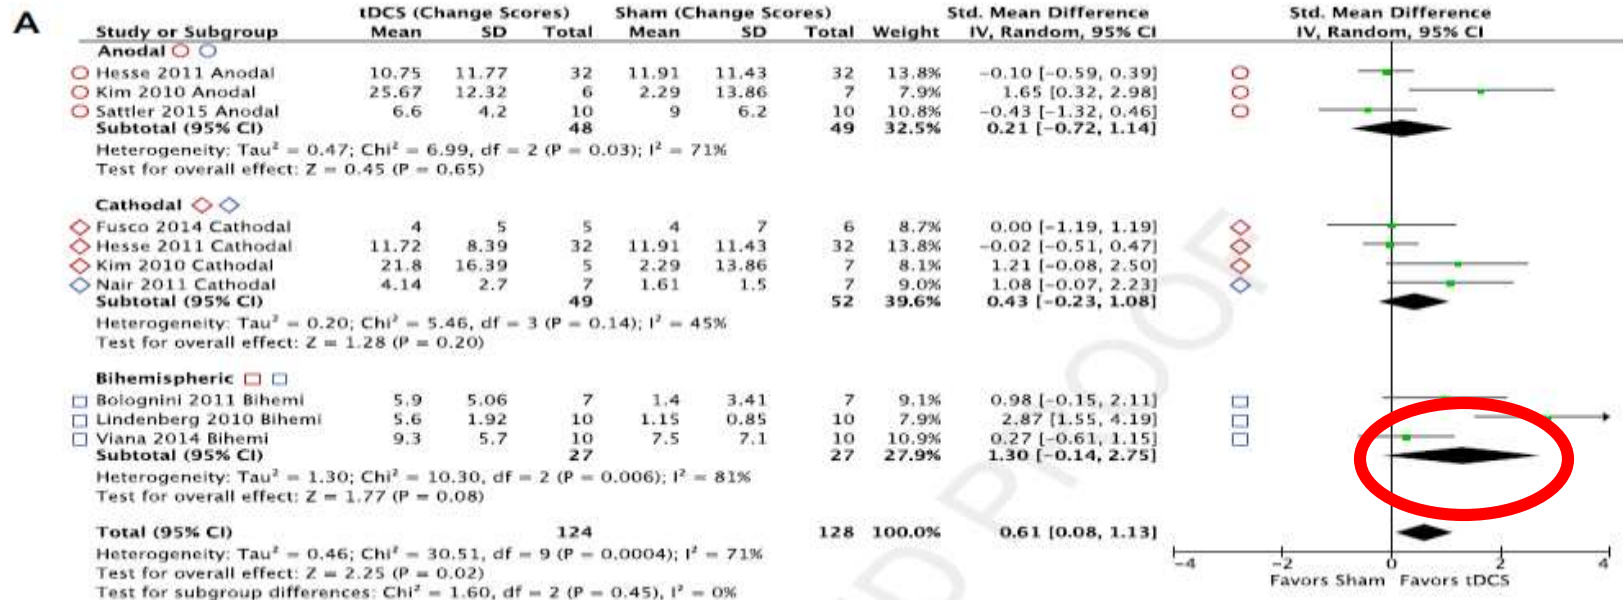 A
tDCS (Change Scores) Sham (Change Scores) Std. Mean Difference Std. Mean Difference
Study or Subgroup Mean SD Total Mean SD Total Weight IV, Random, 95% CI IV, Random, 95% CI
Anodal
Hesse 2011 Anodal 10.75 11.77 32 11.91 11.43 32 13.8% −0.10 [−0.59, 0.39]
Kim 2010 Anodal 25.67 12.32 6 2.29 13.86 7 7.9% 1.65 [0.32, 2.98]
Sattler 2015 Anodal 6.6 4.2 10 9 6.2 10 10.8% −0.43 [−1.32, 0.46]
Subtotal (95% CI) 48 49 32.5% 0.21 [−0.72, 1.14]
Heterogeneity: Tau² = 0.47; Chi² = 6.99, df = 2 (P = 0.03); I² = 71%
Test for overall effect: Z = 0.45 (P = 0.65)
Cathodal
Fusco 2014 Cathodal 4 5 5 4 7 6 8.7% 0.00 [−1.19, 1.19]
Hesse 2011 Cathodal 11.72 8.39 32 11.91 11.43 32 13.8% −0.02 [−0.51, 0.47]
Kim 2010 Cathodal 21.8 16.39 5 2.29 13.86 7 8.1% 1.21 [−0.08, 2.50]
Nair 2011 Cathodal 4.14 2.7 7 1.61 1.5 7 9.0% 1.08 [−0.07, 2.23]
Subtotal (95% CI) 49 52 39.6% 0.43 [−0.23, 1.08]
Heterogeneity: Tau² = 0.20; Chi² = 5.46, df = 3 (P = 0.14); I² = 45%
Test for overall effect: Z = 1.28 (P = 0.20)
Bihemispheric
Bolognini 2011 Bihemi 5.9 5.06 7 1.4 3.41 7 9.1% 0.98 [−0.15, 2.11]
Lindenberg 2010 Bihemi 5.6 1.92 10 1.15 0.85 10 7.9% 2.87 [1.55, 4.19]
Viana 2014 Bihemi 9.3 5.7 10 7.5 7.1 10 10.9% 0.27 [−0.61, 1.15]
Subtotal (95% CI) 27 27 27.9% 1.30 [−0.14, 2.75]
Heterogeneity: Tau² = 1.30; Chi² = 10.30, df = 2 (P = 0.006); I² = 81%
Test for overall effect: Z = 1.77 (P = 0.08)
Total (95% CI) 124 128 100.0% 0.61 [0.08, 1.13]
Heterogeneity: Tau² = 0.46; Chi² = 30.51, df = 9 (P = 0.0004); I² = 71%
Test for overall effect: Z = 2.25 (P = 0.02)
Test for subgroup differences: Chi² = 1.60, df = 2 (P = 0.45), I² = 0%
−4 −2 0 2 4
Favors Sham Favors tDCS
D PROOF